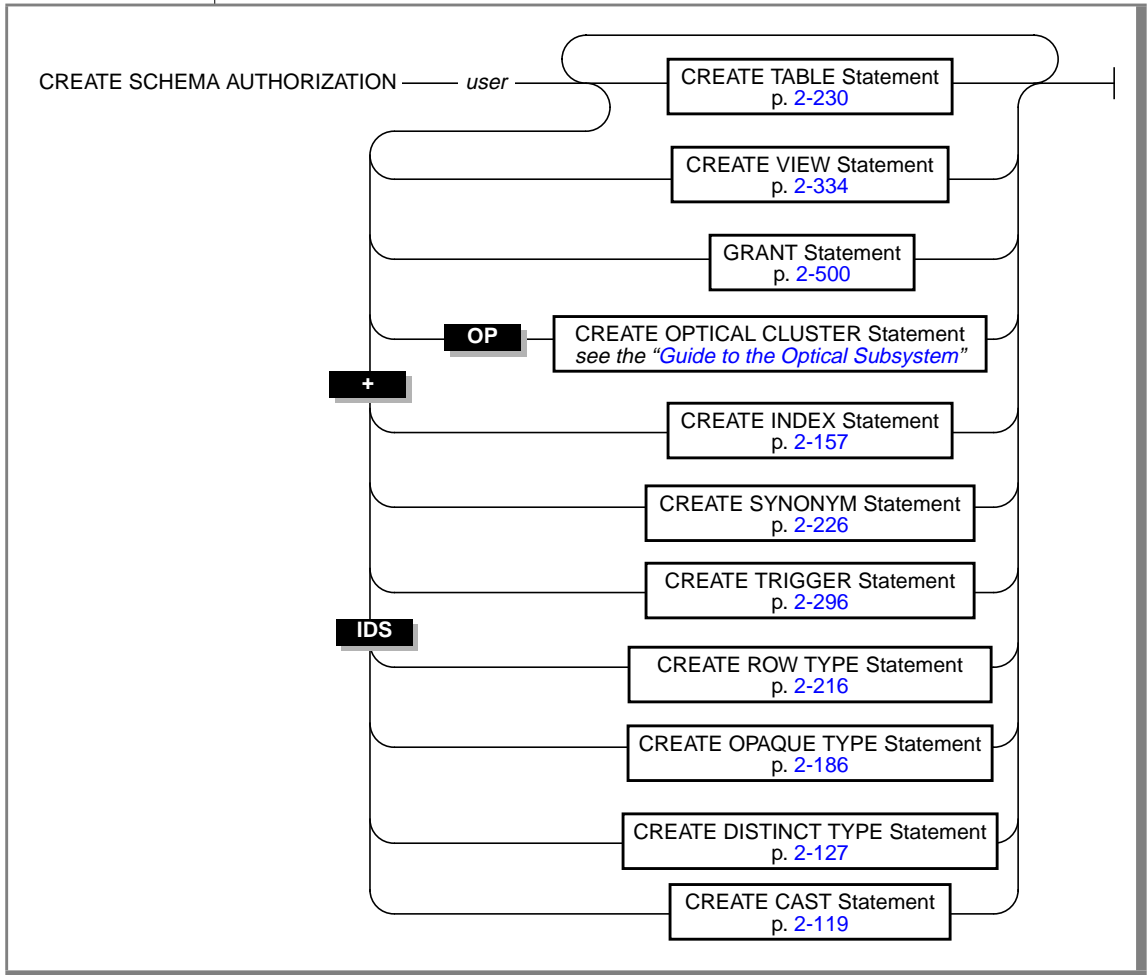 CREATE SCHEMA AUTHORIZATION user
CREATE TABLE Statement
p. 2-230
CREATE VIEW Statement
p. 2-334
GRANT Statement
p. 2-500
OP
CREATE OPTICAL CLUSTER Statement
see the “Guide to the Optical Subsystem”
+
CREATE INDEX Statement
p. 2-157
CREATE SYNONYM Statement
p. 2-226
CREATE TRIGGER Statement
p. 2-296
IDS
CREATE ROW TYPE Statement
p. 2-216
CREATE OPAQUE TYPE Statement
p. 2-186
CREATE DISTINCT TYPE Statement
p. 2-127
CREATE CAST Statement
p. 2-119